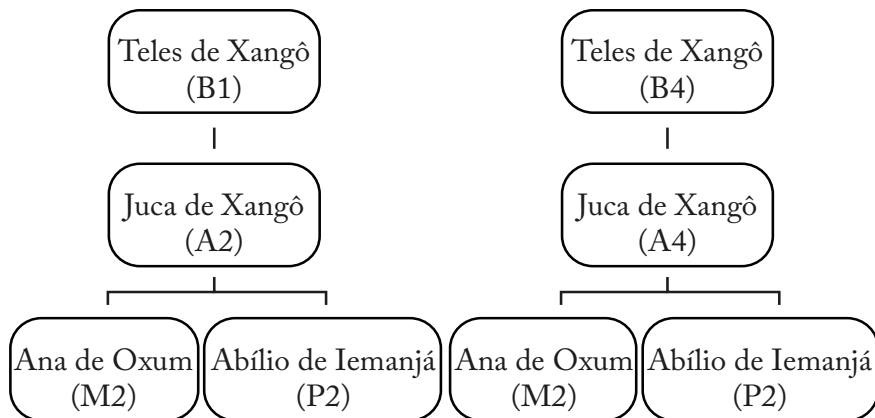 Teles de Xangô
(B1)
Teles de Xangô
(B4)
Juca de Xangô
(A2)
Juca de Xangô
(A4)
Ana de Oxum
(M2)
Abílio de Iemanjá
(P2)
Ana de Oxum
(M2)
Abílio de Iemanjá
(P2)